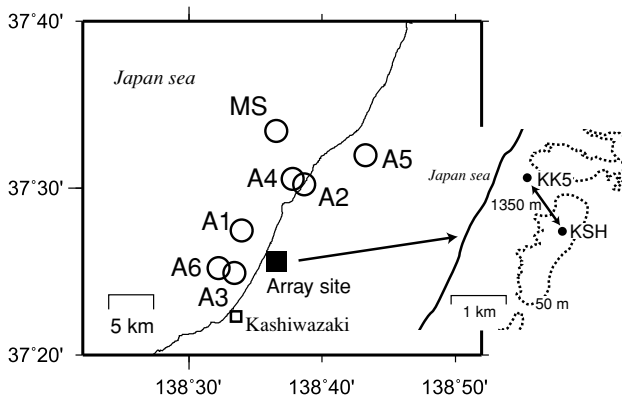 37˚40'
Japan sea
MS
A5
A4
37˚30'
A2
Japan sea
KK5
1350 m
A1
KSH
A6
A3
Array site
5 km
Kashiwazaki
1 km
50 m
37˚20'
138˚30'
138˚40'
138˚50'